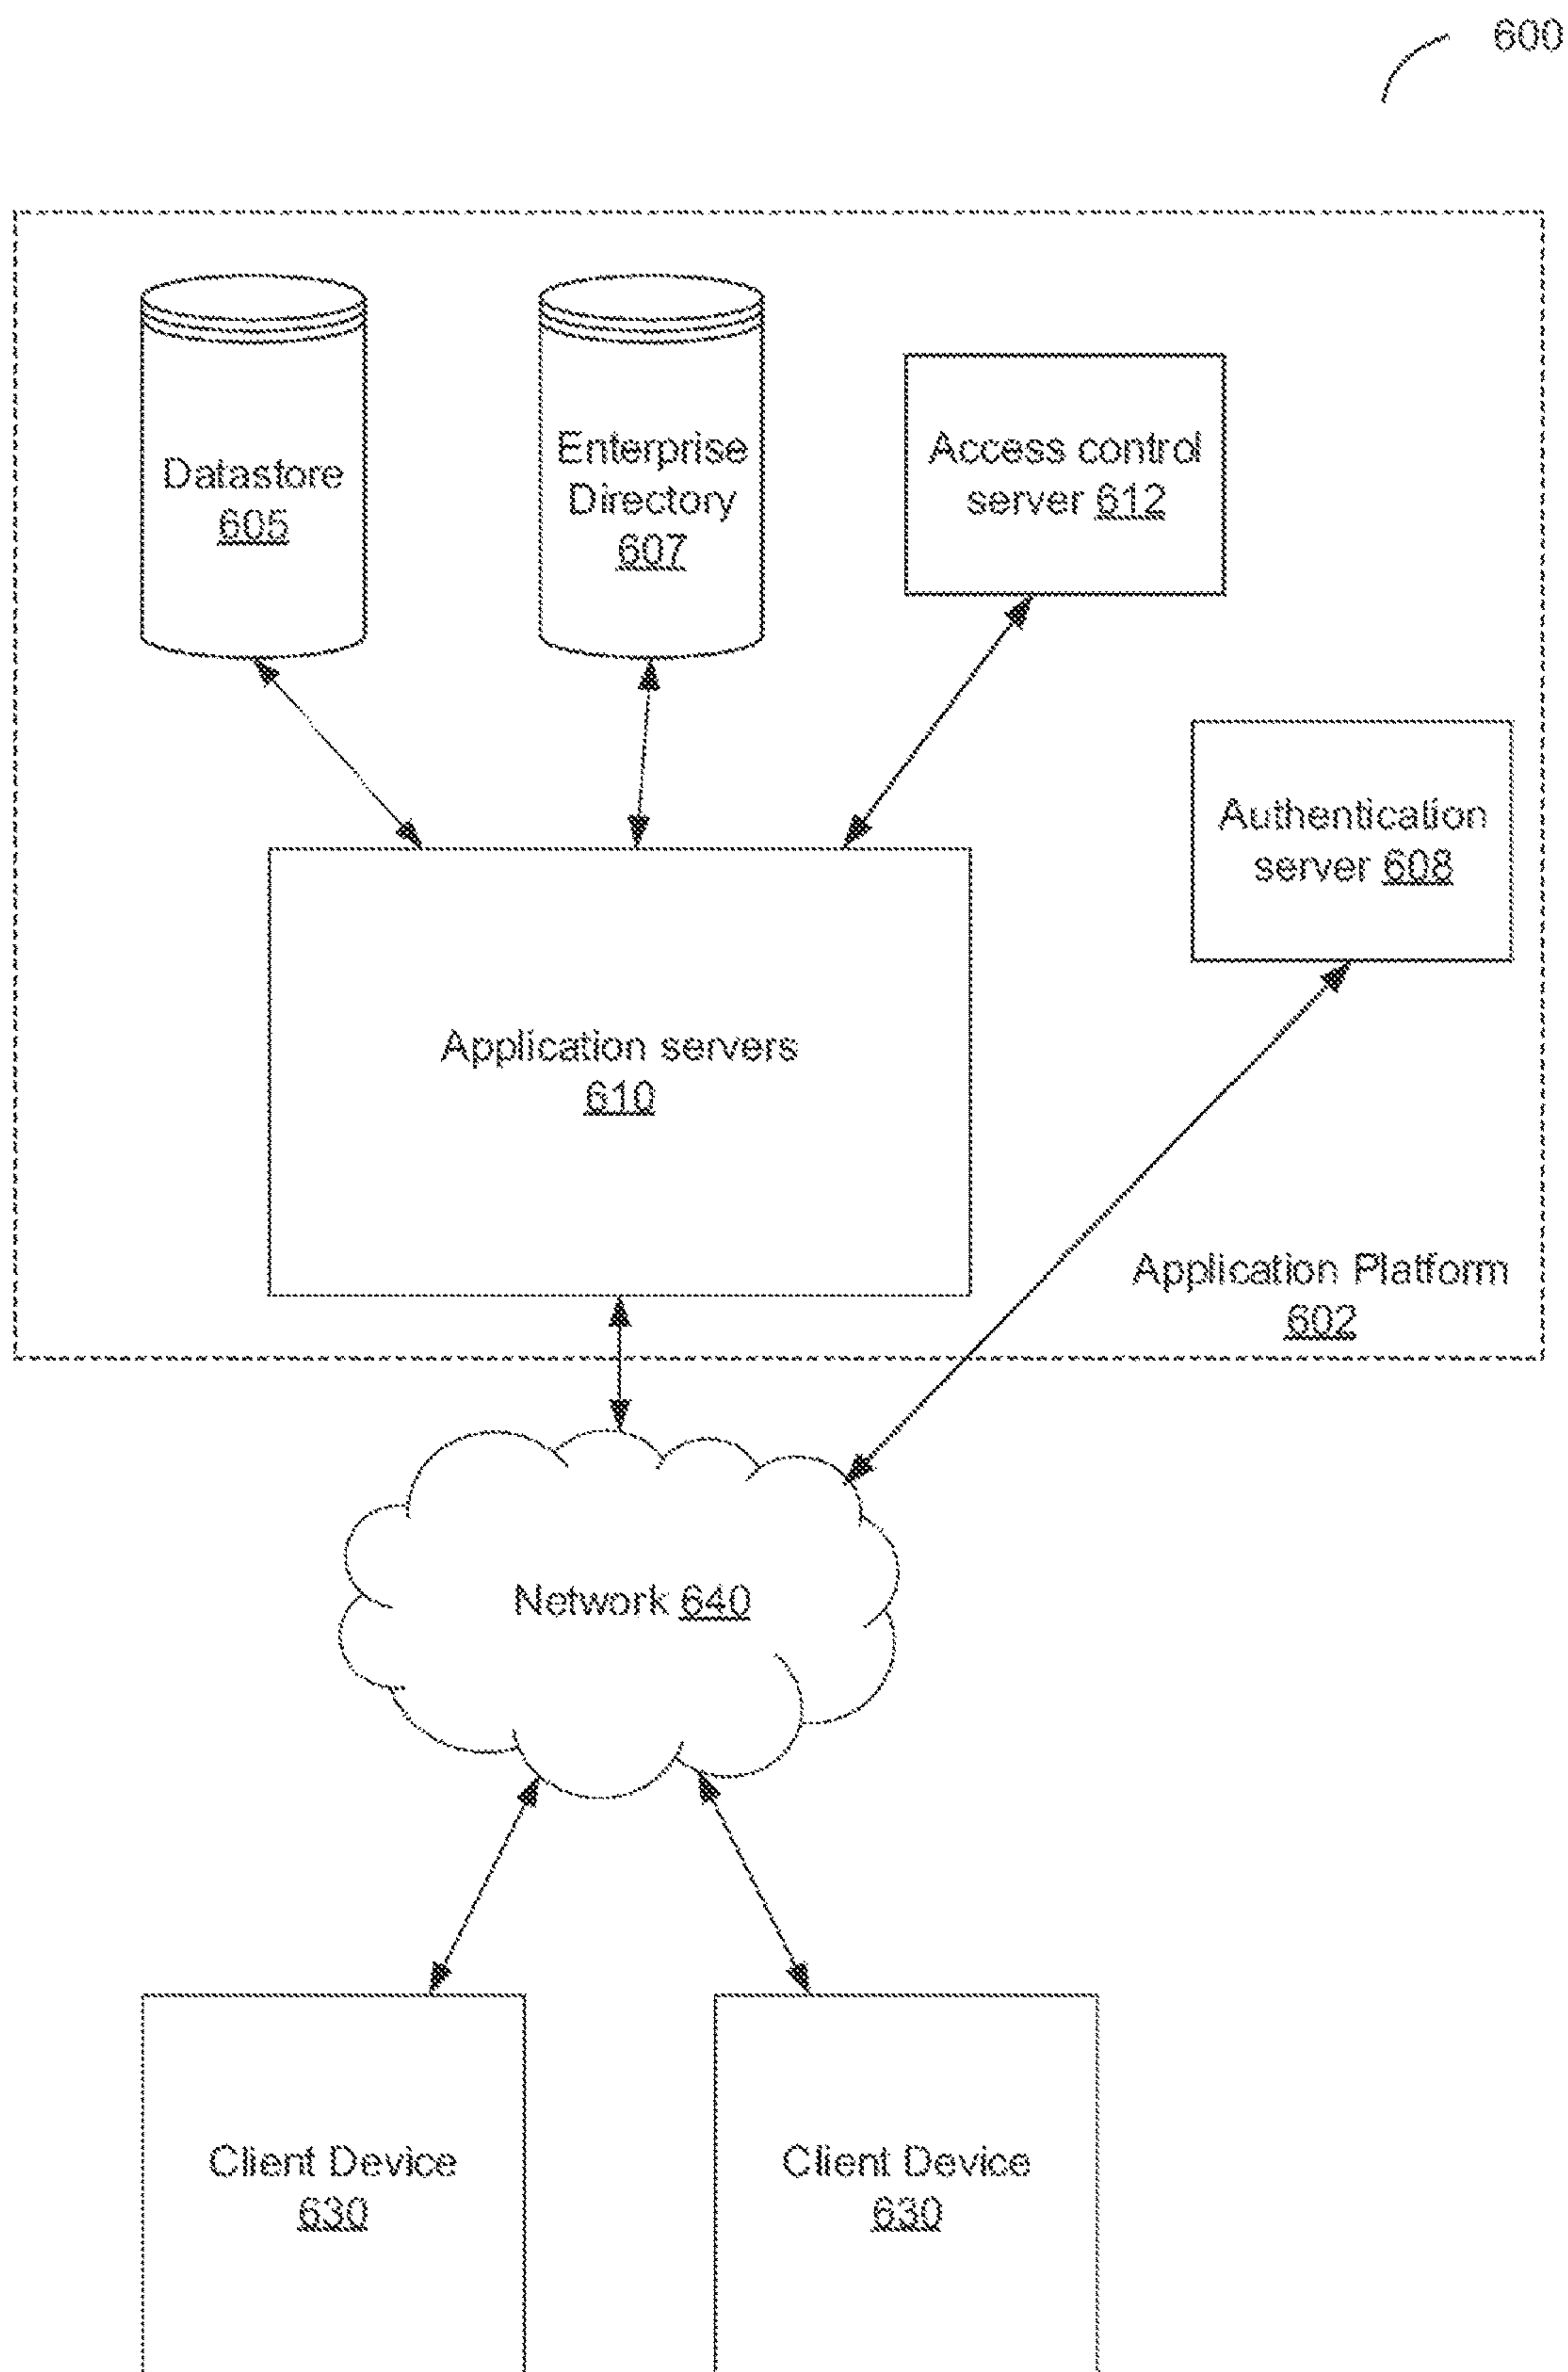 600
Datastore
605
Enterprise
Directory
607
Access control
server 612
Authentication
server 608
Application servers
610
Application Platform
602
Network 640
Client Device
630
Client Device
630